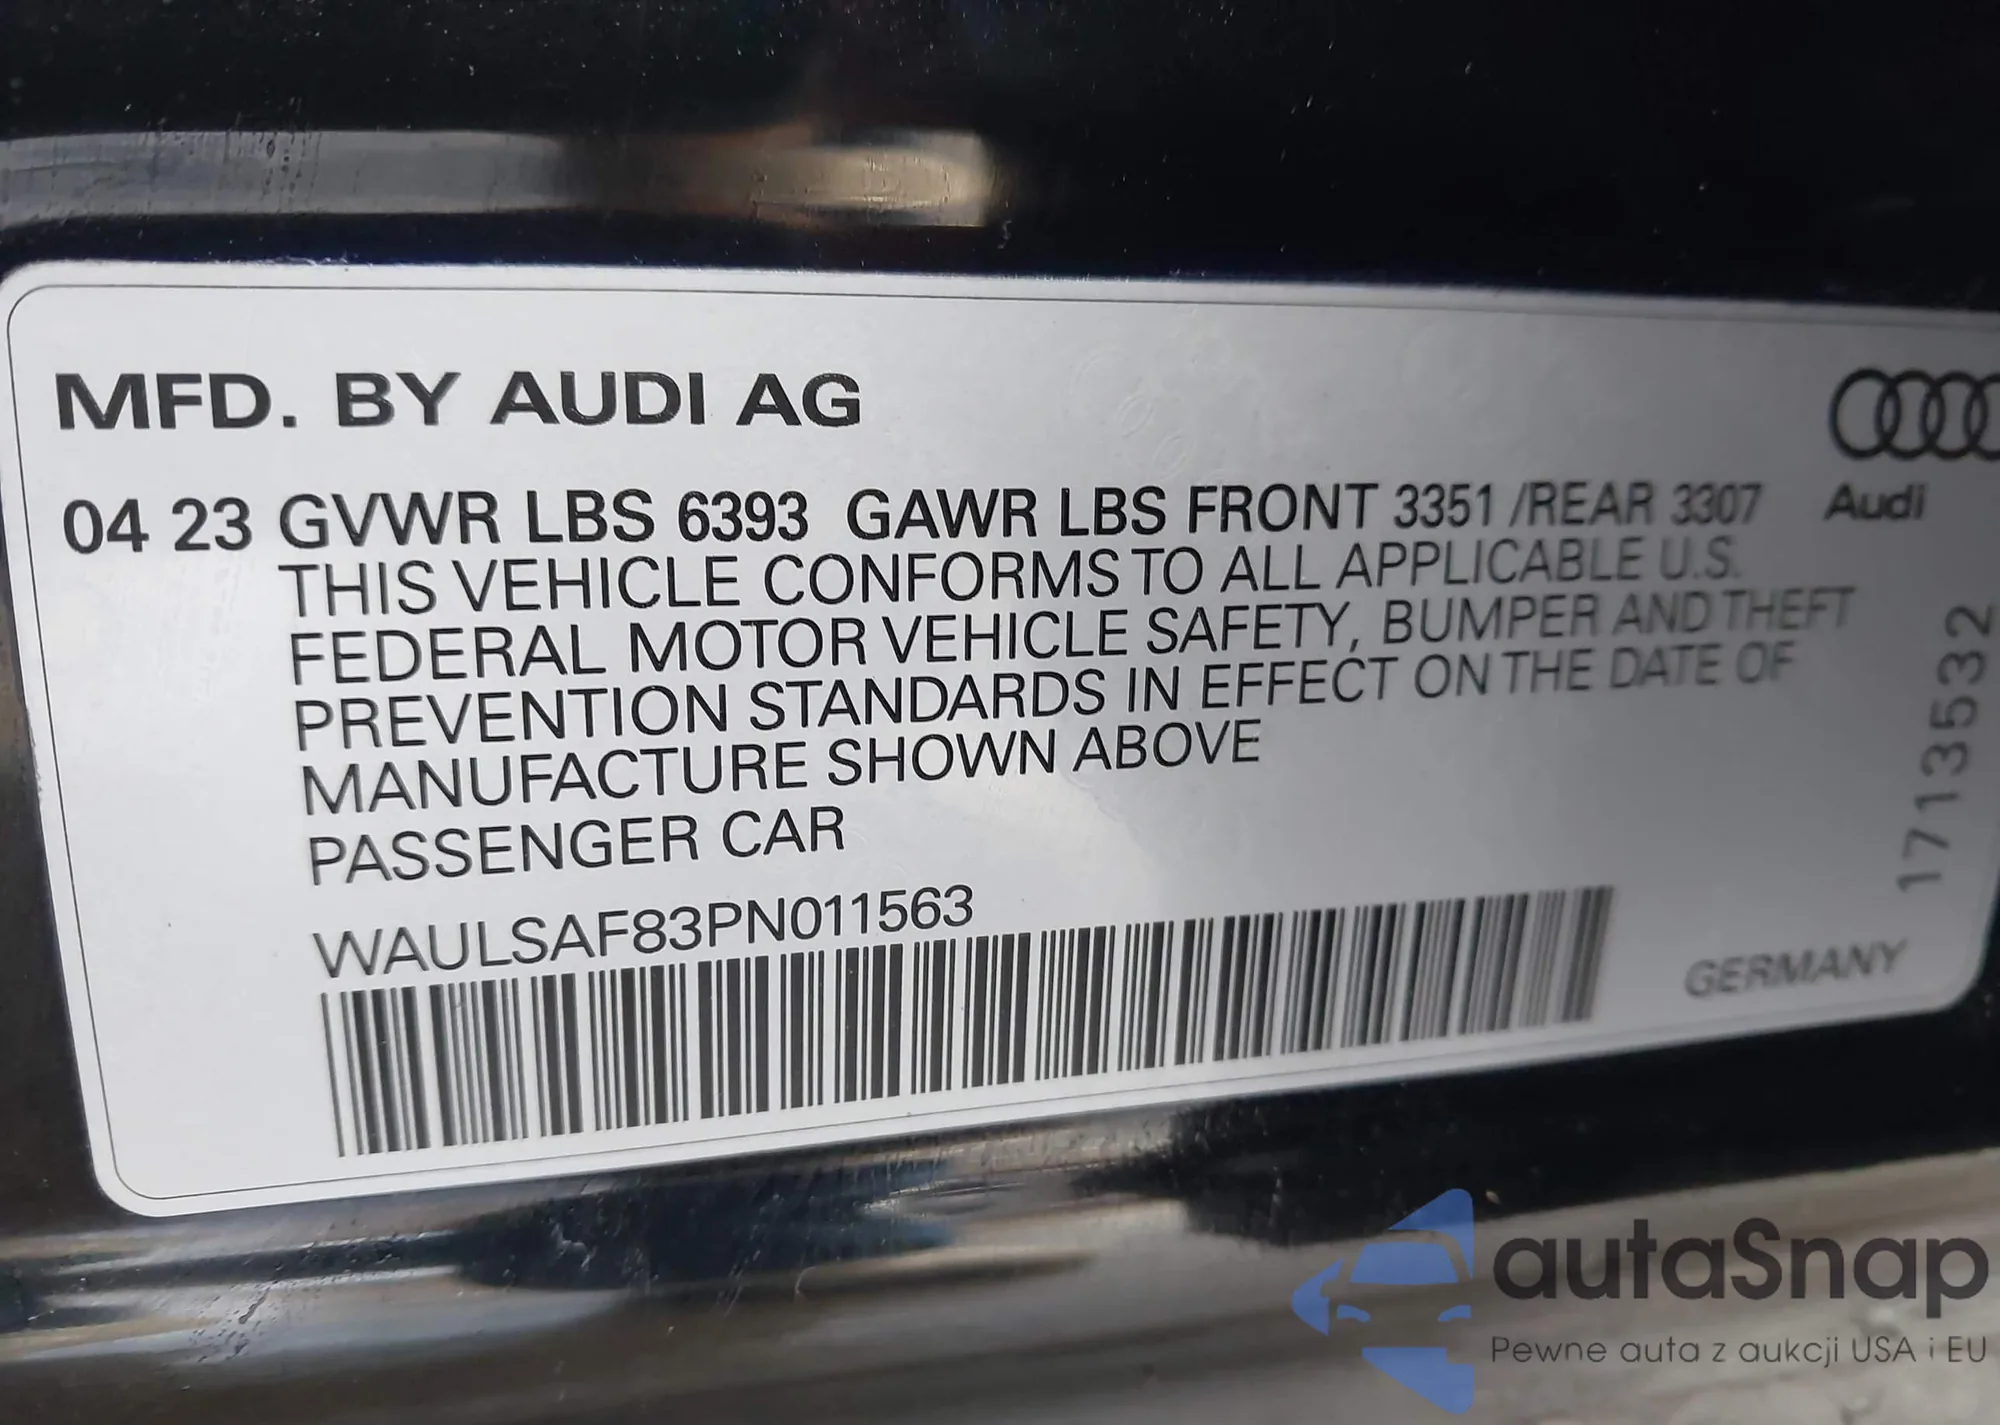 MFD. BY AUDI AG
04 23 GVWR LBS 6393 GAWR LBS FRONT 3351 /REAR 3307
Audi
THIS VEHICLE CONFORMS TO ALL APPLICABLE U.S.
FEDERAL MOTOR VEHICLE SAFETY, BUMPER AND THEFT
PREVENTION STANDARDS IN EFFECT ON THE DATE OF
MANUFACTURE SHOWN ABOVE
PASSENGER CAR
WAULSAF83PN011563
1713532
GERMANY
autaSnap
Pewne auta z aukcji USA i EU